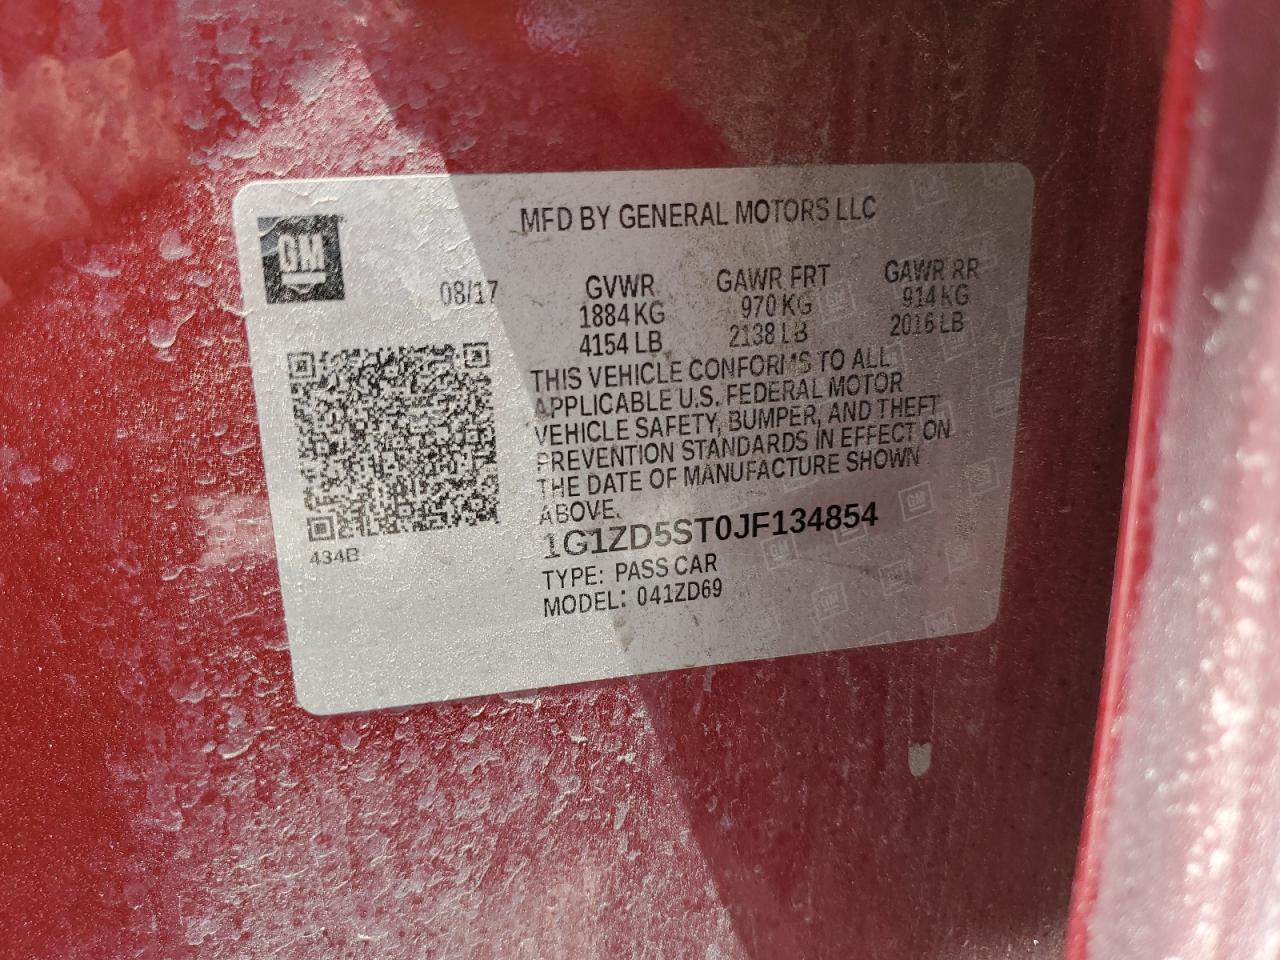 MFD BY GENERAL MOTORS LLC
GM
08/17
GVWR GAWR FRT GAWR RR
1884 KG 970 KG 914 KG
4154 LB 2138 LB 2016 LB
THIS VEHICLE CONFORMS TO ALL
APPLICABLE U.S. FEDERAL MOTOR
VEHICLE SAFETY, BUMPER, AND THEFT
PREVENTION STANDARDS IN EFFECT ON
THE DATE OF MANUFACTURE SHOWN
ABOVE.
434B
1G1ZD5ST0JF134854
TYPE: PASS CAR
MODEL: 041ZD69